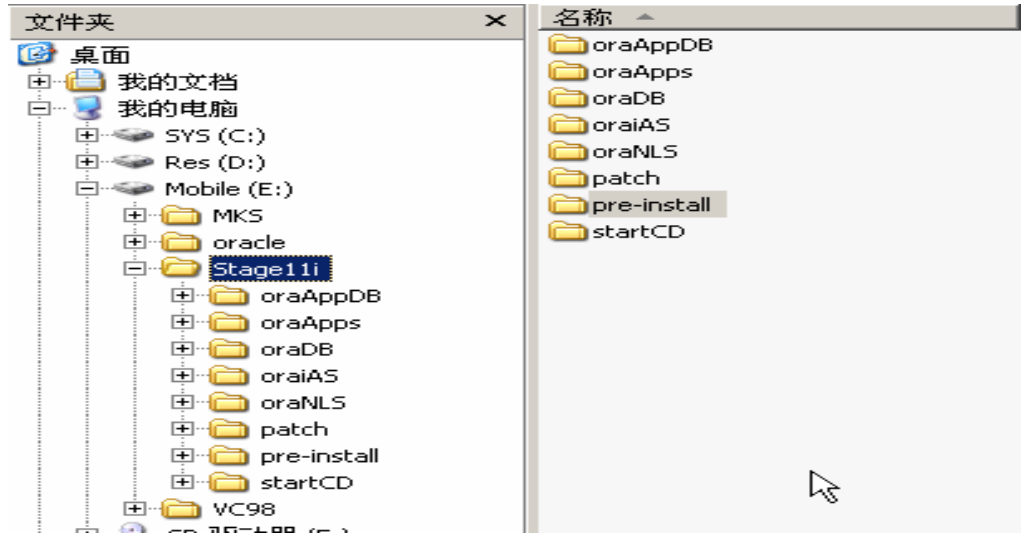 文件夹
桌面
我的文档
我的电脑
SYS (C:)
Res (D:)
Mobile (E:)
MKS
oracle
Stage11i
oraAppDB
oraApps
oraDB
oraiAS
oraNLS
patch
pre-install
startCD
VC98
名称
oraAppDB
oraApps
oraDB
oraiAS
oraNLS
patch
pre-install
startCD